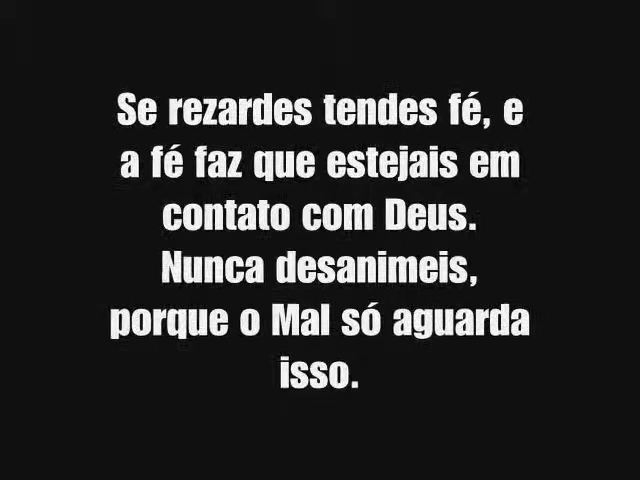 Se rezardes tendes fé, e
a fé faz que estejais em
contato com Deus.
Nunca desanimeis,
porque o Mal só aguarda
isso.